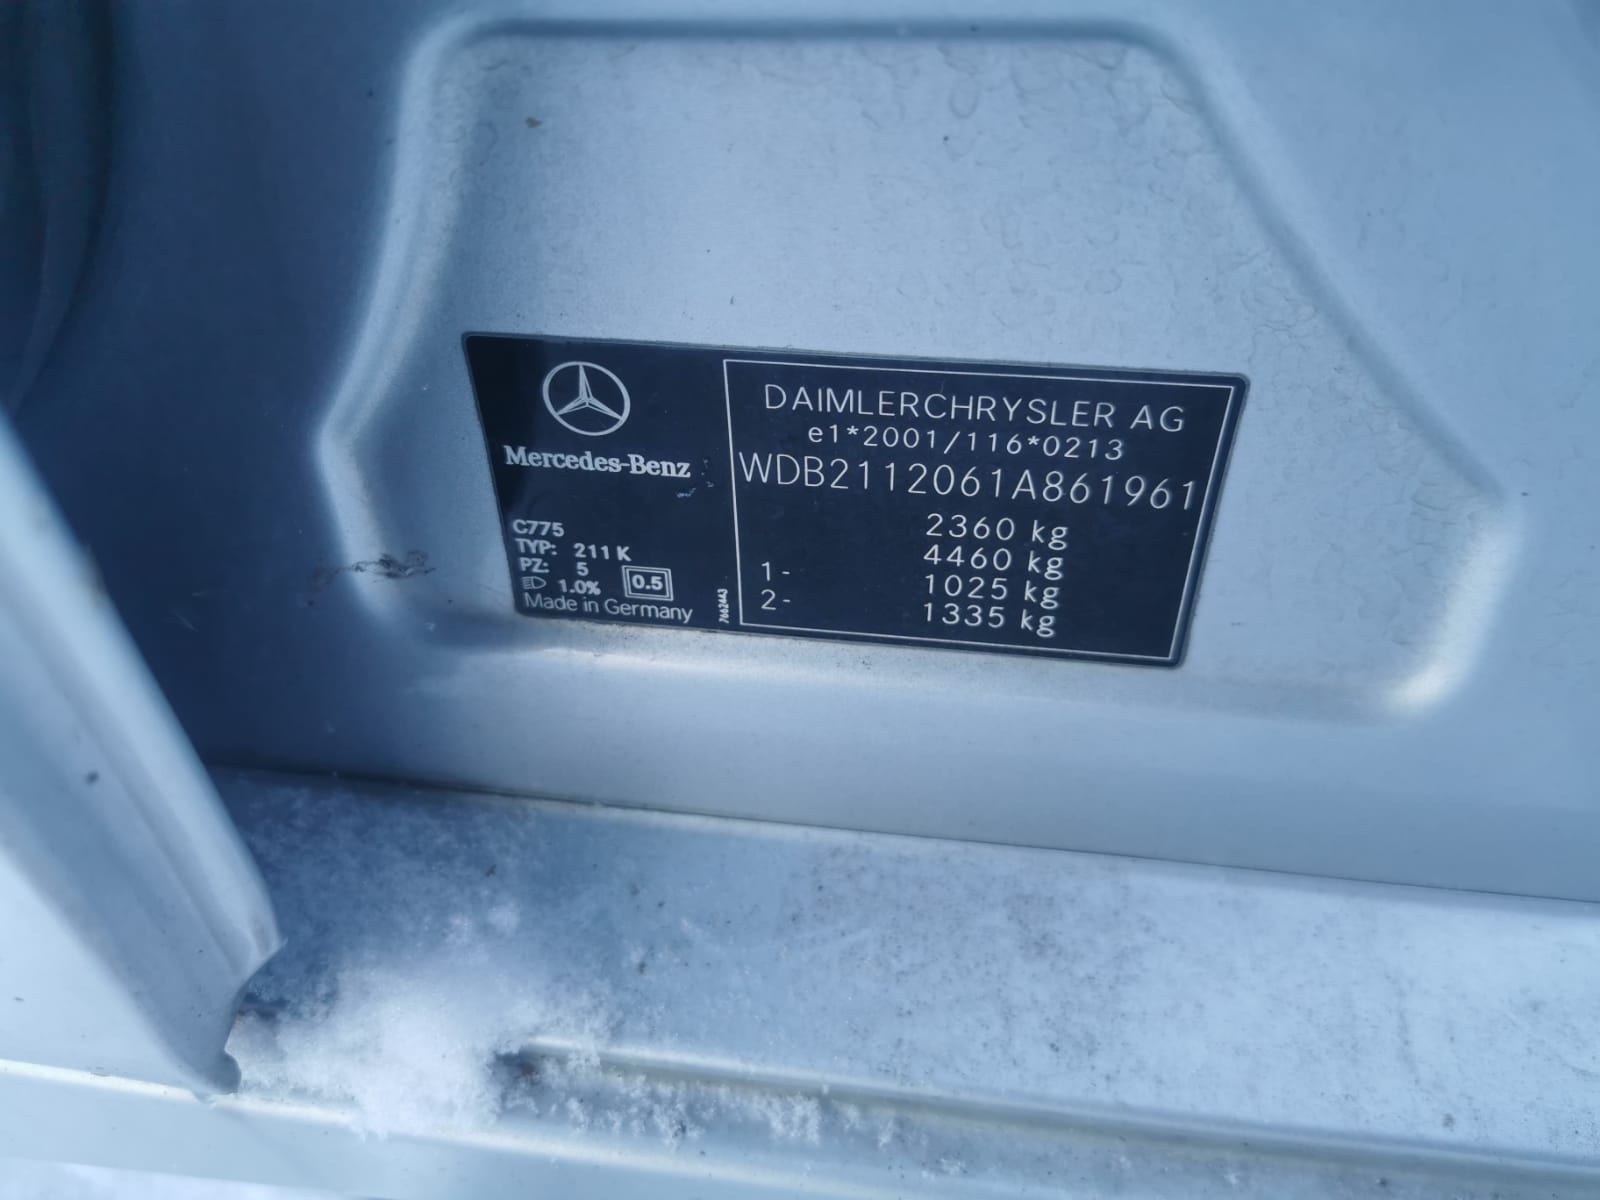 Mercedes-Benz
C775
TYP: 211 K
PZ: 5
1.0% 0.5
Made in Germany
7662443
DAIMLERCHRYSLER AG
e1*2001/116*0213
WDB2112061A861961
2360 kg
4460 kg
1- 1025 kg
2- 1335 kg